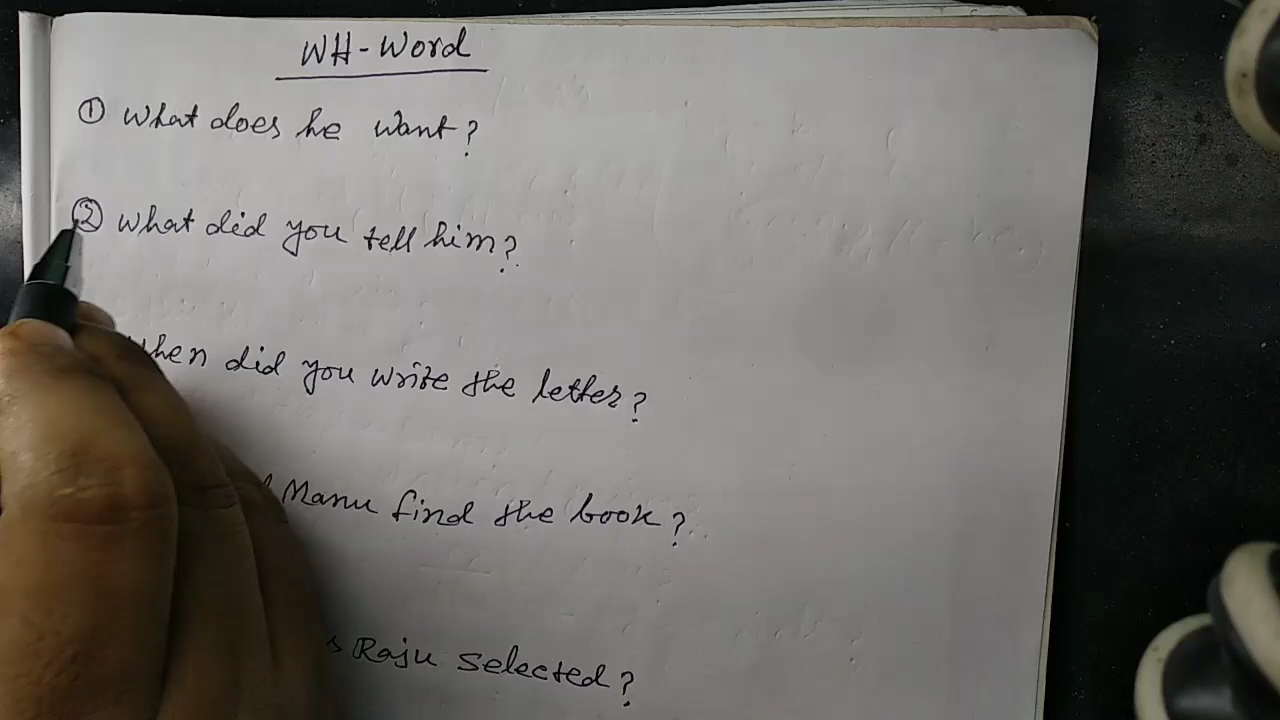 WH-Word
① What does he want?
② What did you tell him?
When did you write the letter?
Manu find the book?
Raju selected?